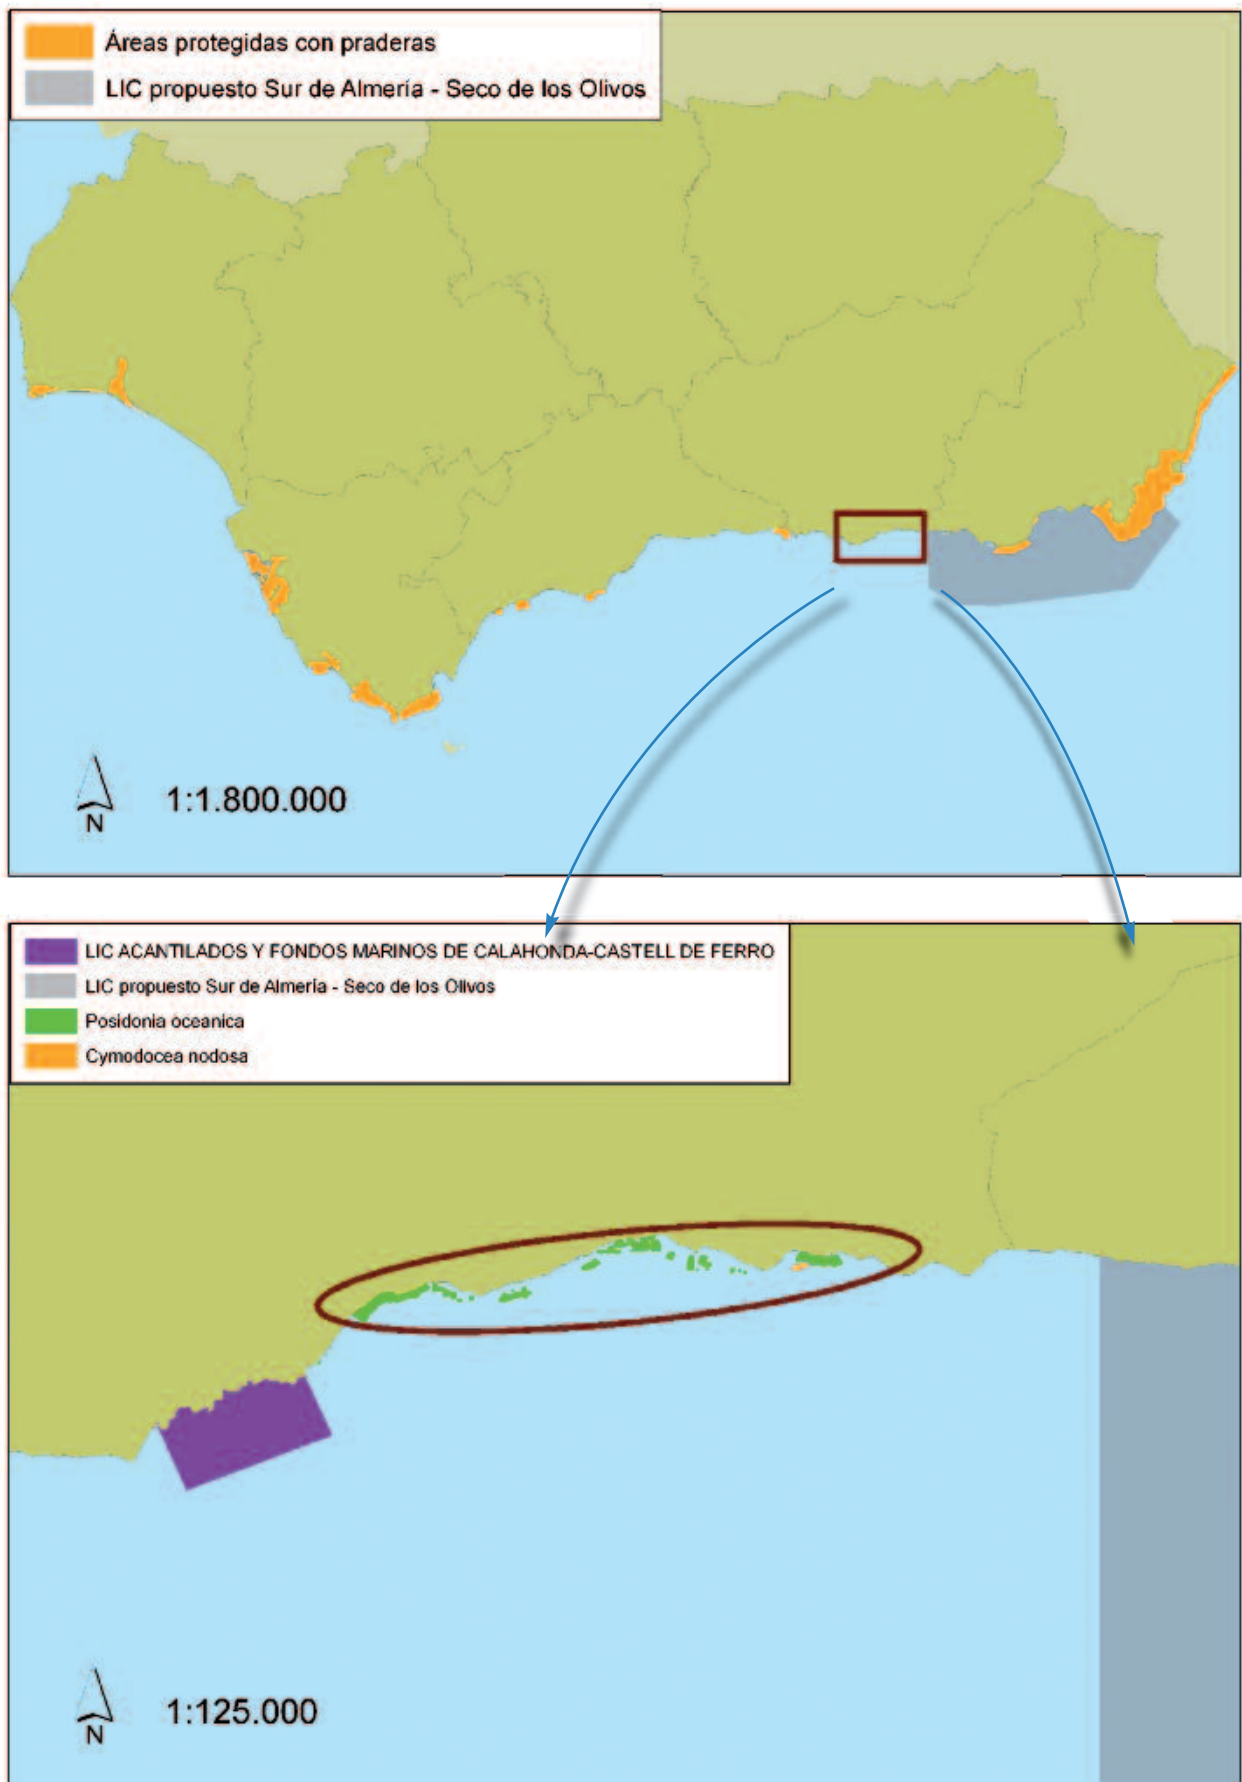 Áreas protegidas con praderas
LIC propuesto Sur de Almería - Seco de los Olivos
N
1:1.800.000
LIC ACANTILADOS Y FONDOS MARINOS DE CALAHONDA-CASTELL DE FERRO
LIC propuesto Sur de Almería - Seco de los Olivos
Posidonia oceanica
Cymodocea nodosa
N
1:125.000